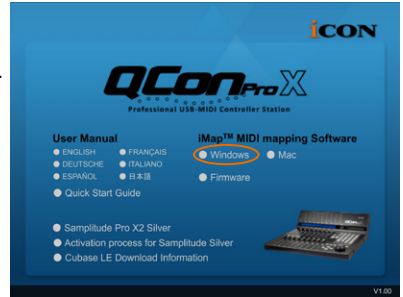 iCON
QConProX
Professional USB-MIDI Controller Station
User Manual
ENGLISH
FRANÇAIS
DEUTSCHE
ITALIANO
ESPAÑOL
日本語
Quick Start Guide
iMap™ MIDI mapping Software
Windows
Mac
Firmware
Samplitude Pro X2 Silver
Activation process for Samplitude Silver
Cubase LE Download Information
V1.00